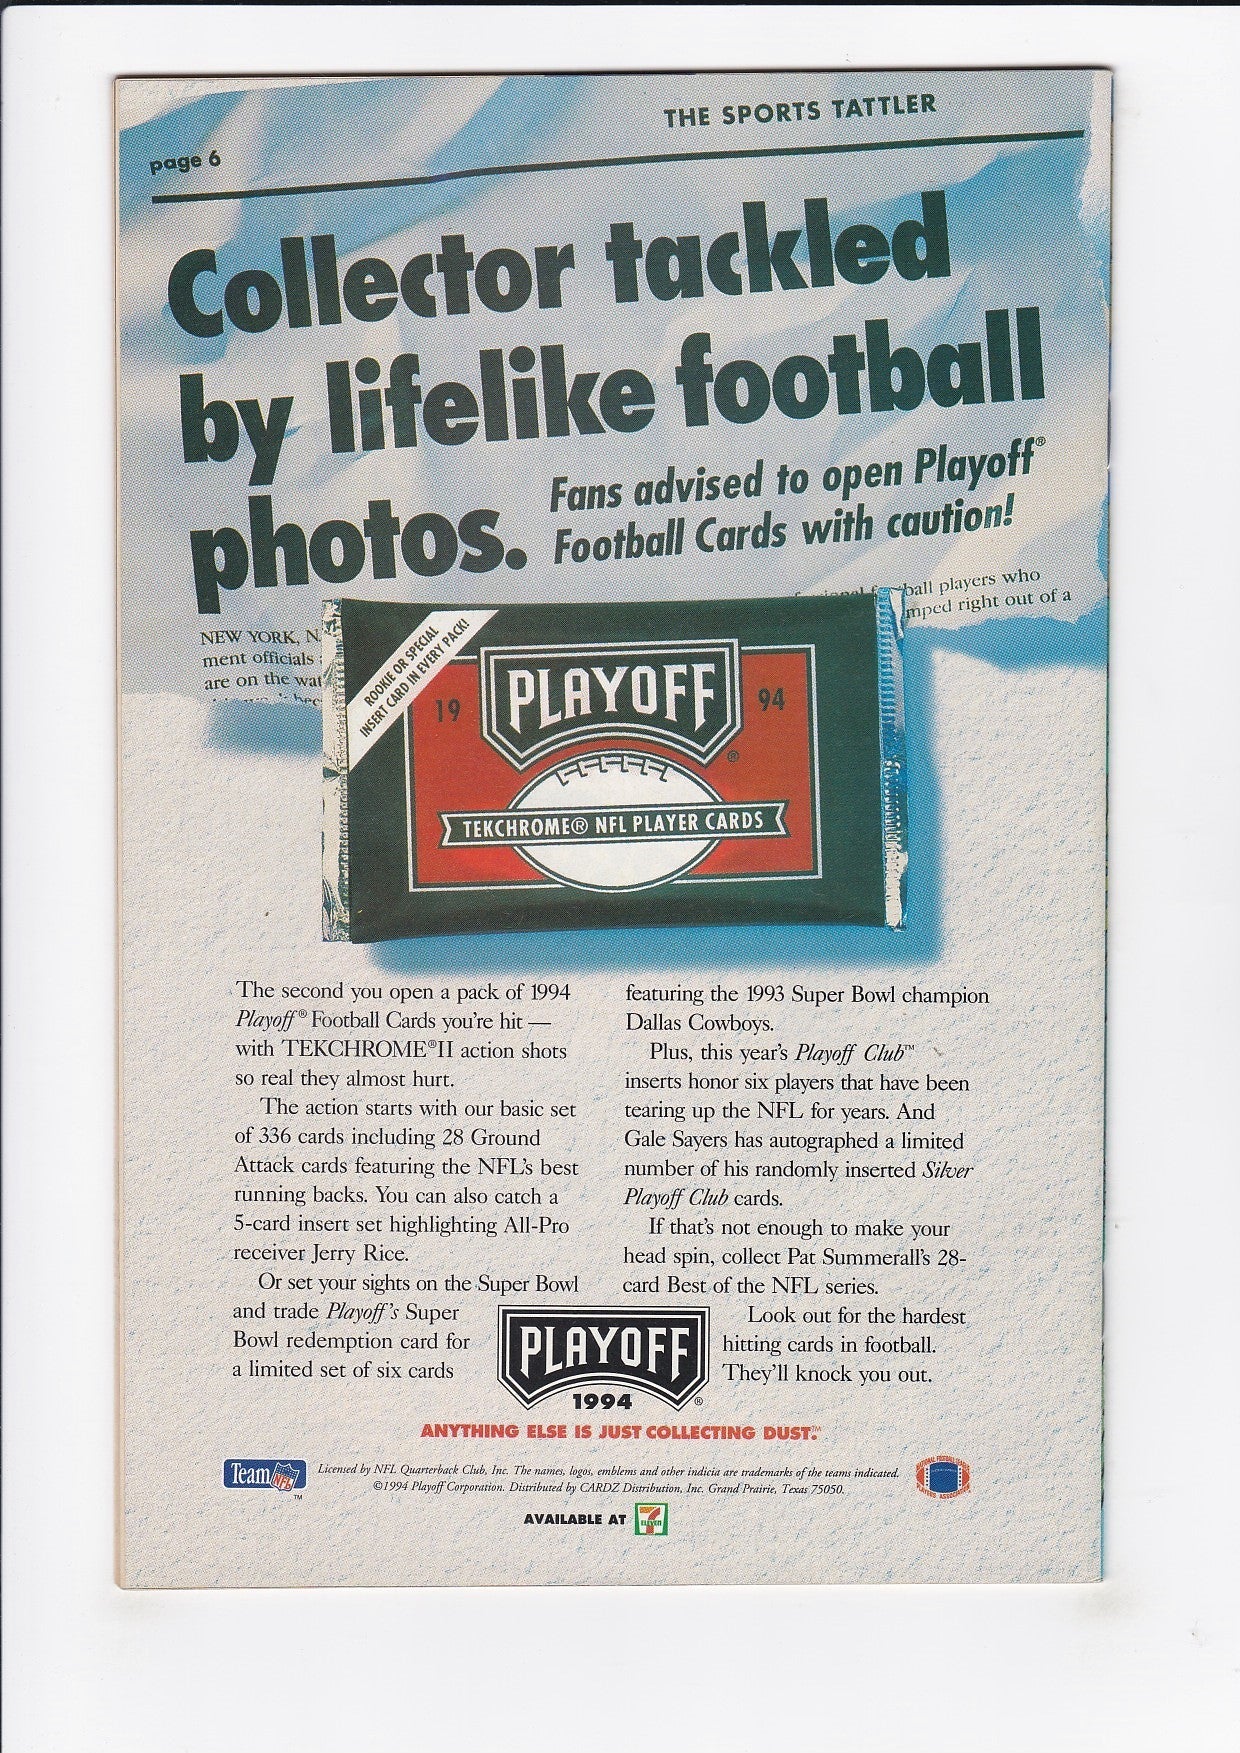 THE SPORTS TATTLER
page 6
Collector tackled
by lifelike football
photos.
Fans advised to open Playoff®
Football Cards with caution!
NEW YORK, N.
ment officials
are on the wat
ball players who
mped right out of a
ROOKIE OR SPECIAL
INSERT CARD IN EVERY PACK!
19 PLAYOFF 94
®
TEKCHROME® NFL PLAYER CARDS
The second you open a pack of 1994
Playoff® Football Cards you're hit —
with TEKCHROME®II action shots
so real they almost hurt.
The action starts with our basic set
of 336 cards including 28 Ground
Attack cards featuring the NFL's best
running backs. You can also catch a
5-card insert set highlighting All-Pro
receiver Jerry Rice.
Or set your sights on the Super Bowl
and trade Playoff's Super
Bowl redemption card for
a limited set of six cards
featuring the 1993 Super Bowl champion
Dallas Cowboys.
Plus, this year's Playoff Club™
inserts honor six players that have been
tearing up the NFL for years. And
Gale Sayers has autographed a limited
number of his randomly inserted Silver
Playoff Club cards.
If that's not enough to make your
head spin, collect Pat Summerall's 28-
card Best of the NFL series.
Look out for the hardest
hitting cards in football.
They'll knock you out.
PLAYOFF
1994 ®
ANYTHING ELSE IS JUST COLLECTING DUST.™
Team NFL ™
Licensed by NFL Quarterback Club, Inc. The names, logos, emblems and other indicia are trademarks of the teams indicated.
©1994 Playoff Corporation. Distributed by CARDZ Distribution, Inc. Grand Prairie, Texas 75050.
NATIONAL FOOTBALL LEAGUE
PLAYERS ASSOCIATION
AVAILABLE AT 7 ELEVEN